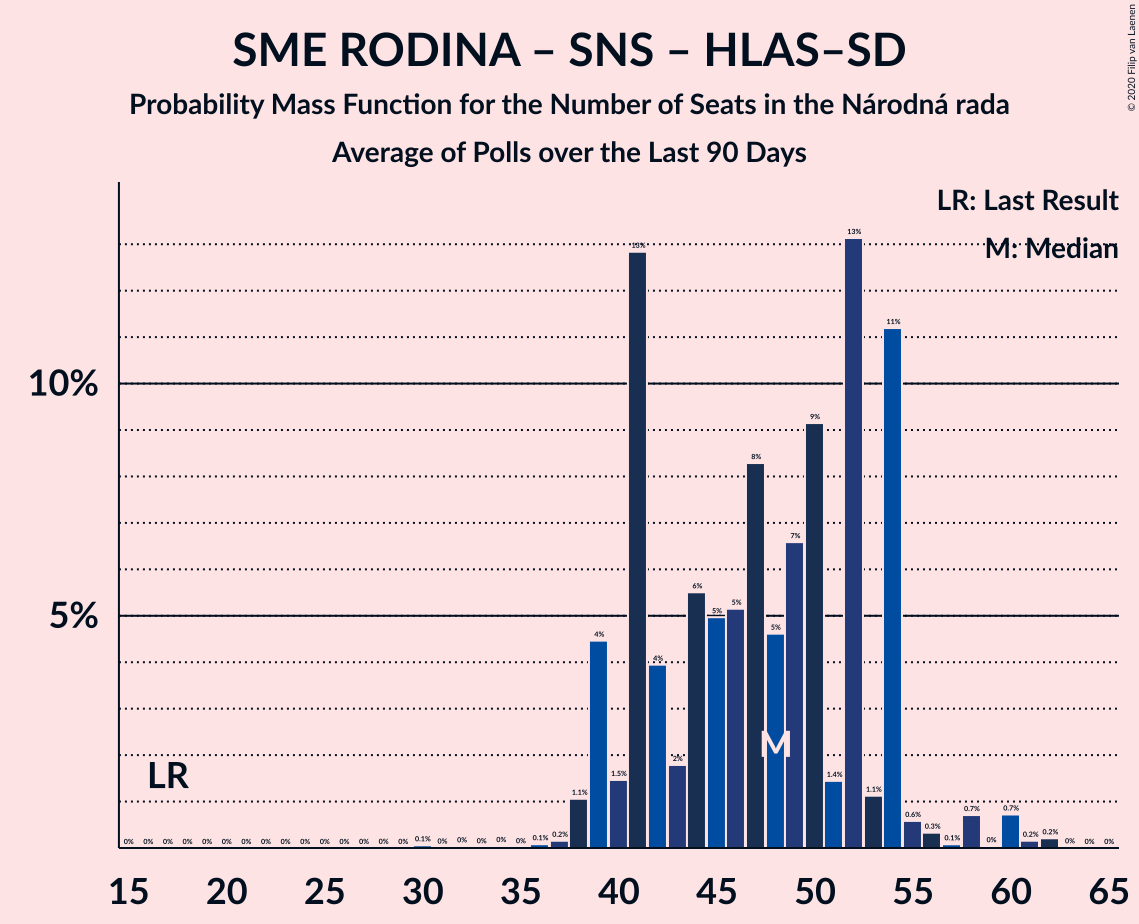 SME RODINA – SNS – HLAS–SD
Probability Mass Function for the Number of Seats in the Národná rada
Average of Polls over the Last 90 Days
© 2020 Filip van Laenen
LR: Last Result
M: Median
13%
13%
11%
10%
9%
8%
7%
6%
5%
5%
5%
5%
4%
4%
2%
1.5%
1.4%
1.1%
1.1%
0.7%
0.7%
0.6%
0.3%
M
LR
0% 0% 0% 0% 0% 0% 0% 0% 0% 0% 0% 0% 0% 0% 0% 0.1% 0% 0% 0% 0% 0% 0.1% 0.2% 0.1% 0% 0.2% 0.2% 0% 0% 0%
15 20 25 30 35 40 45 50 55 60 65